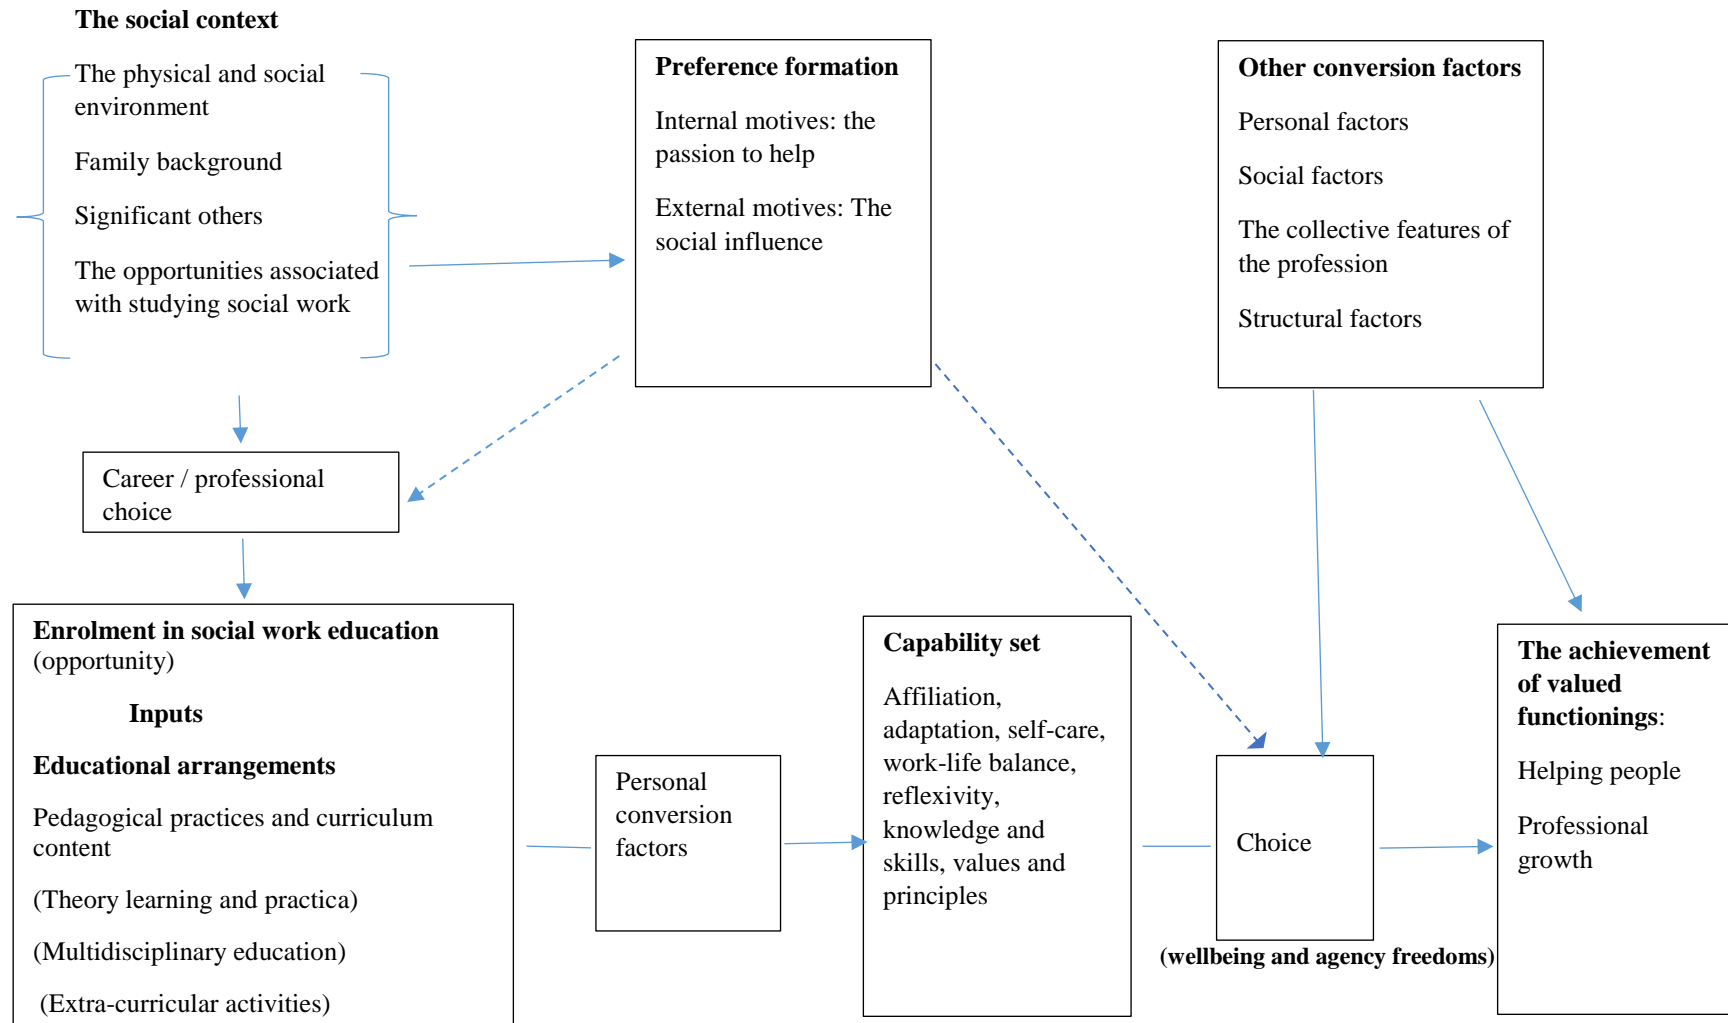 The social context
The physical and social
environment
Family background
Significant others
The opportunities associated
with studying social work
Preference formation
Internal motives: the
passion to help
External motives: The
social influence
Other conversion factors
Personal factors
Social factors
The collective features of
the profession
Structural factors
Career / professional
choice
Enrolment in social work education
(opportunity)
Inputs
Educational arrangements
Pedagogical practices and curriculum
content
(Theory learning and practica)
(Multidisciplinary education)
(Extra-curricular activities)
Personal
conversion
factors
Capability set
Affiliation,
adaptation, self-care,
work-life balance,
reflexivity,
knowledge and
skills, values and
principles
Choice
(wellbeing and agency freedoms)
The achievement
of valued
functionings:
Helping people
Professional
growth